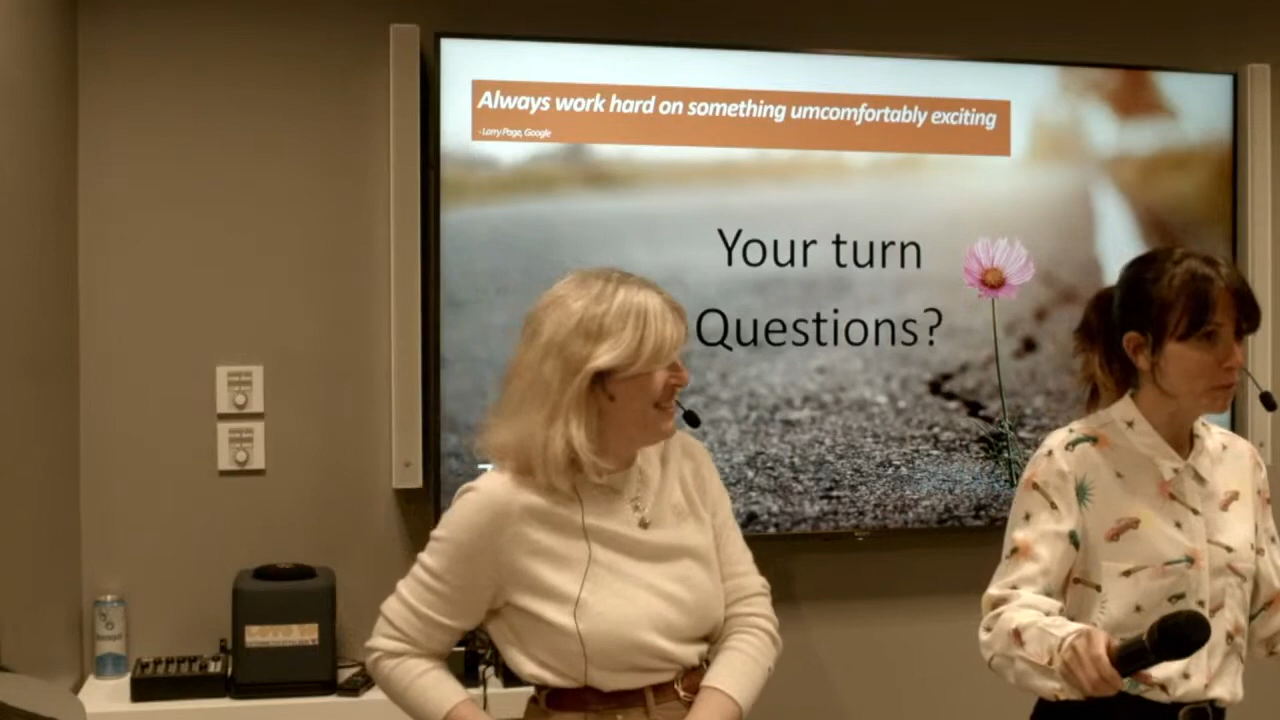 Always work hard on something umcomfortably exciting
- Larry Page, Google
Your turn
Questions?